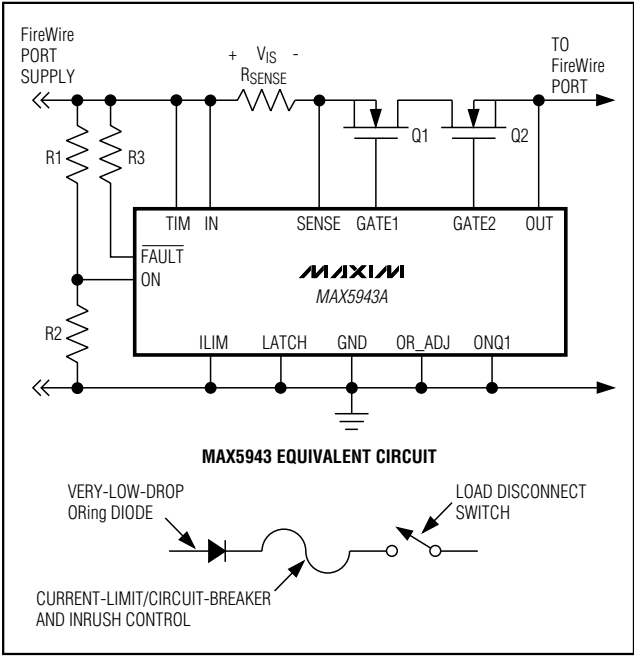 FireWire
PORT
SUPPLY
+ VIS -
RSENSE
TO
FireWire
PORT
R1
R3
Q1
Q2
TIM IN SENSE GATE1 GATE2 OUT
FAULT
ON
MAXIM
MAX5943A
R2
ILIM LATCH GND OR_ADJ ONQ1
MAX5943 EQUIVALENT CIRCUIT
VERY-LOW-DROP
ORing DIODE
LOAD DISCONNECT
SWITCH
CURRENT-LIMIT/CIRCUIT-BREAKER
AND INRUSH CONTROL